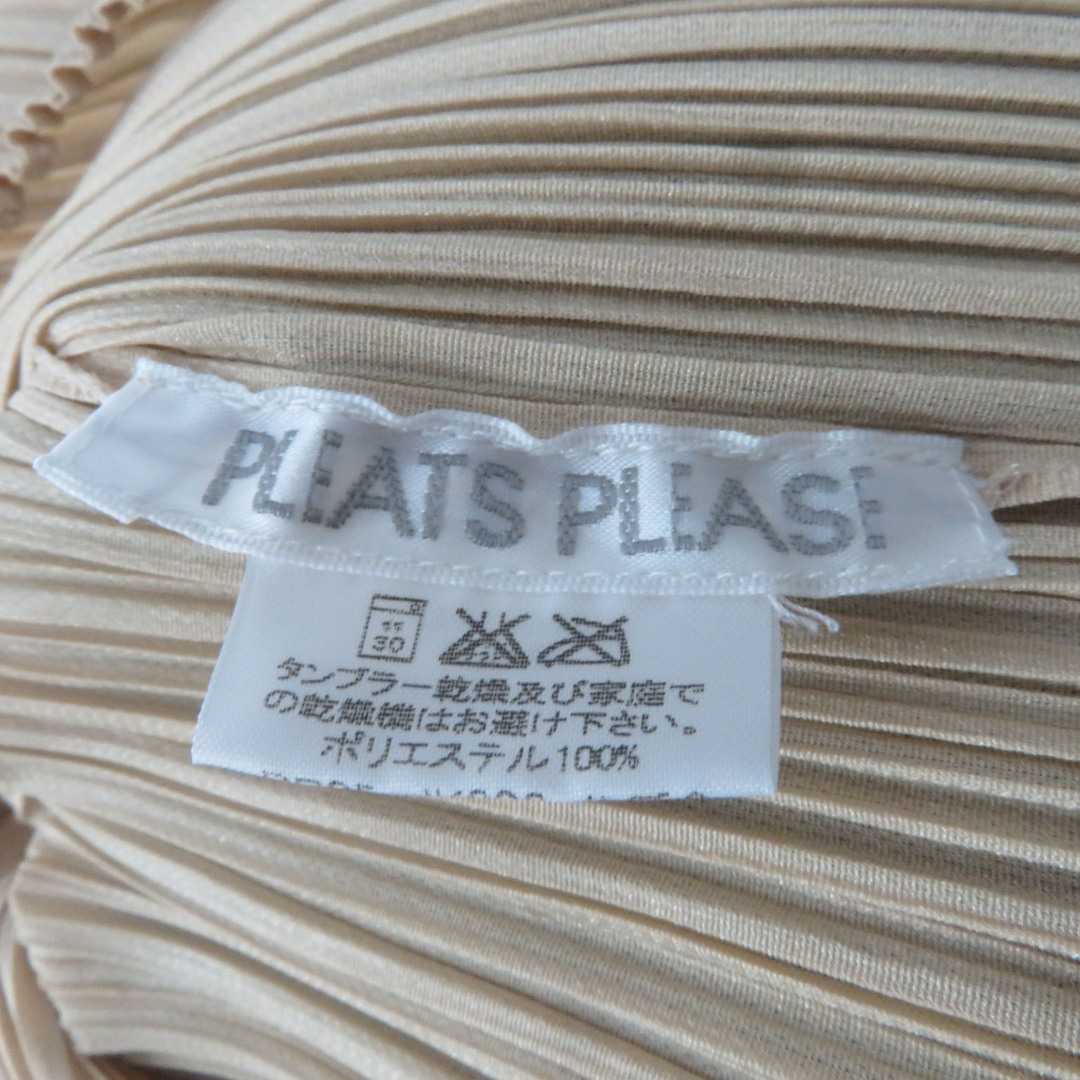 PLEATS PLEASE
30
タンブラー乾燥及び家庭で
の乾燥機はお避け下さい。
ポリエステル100%